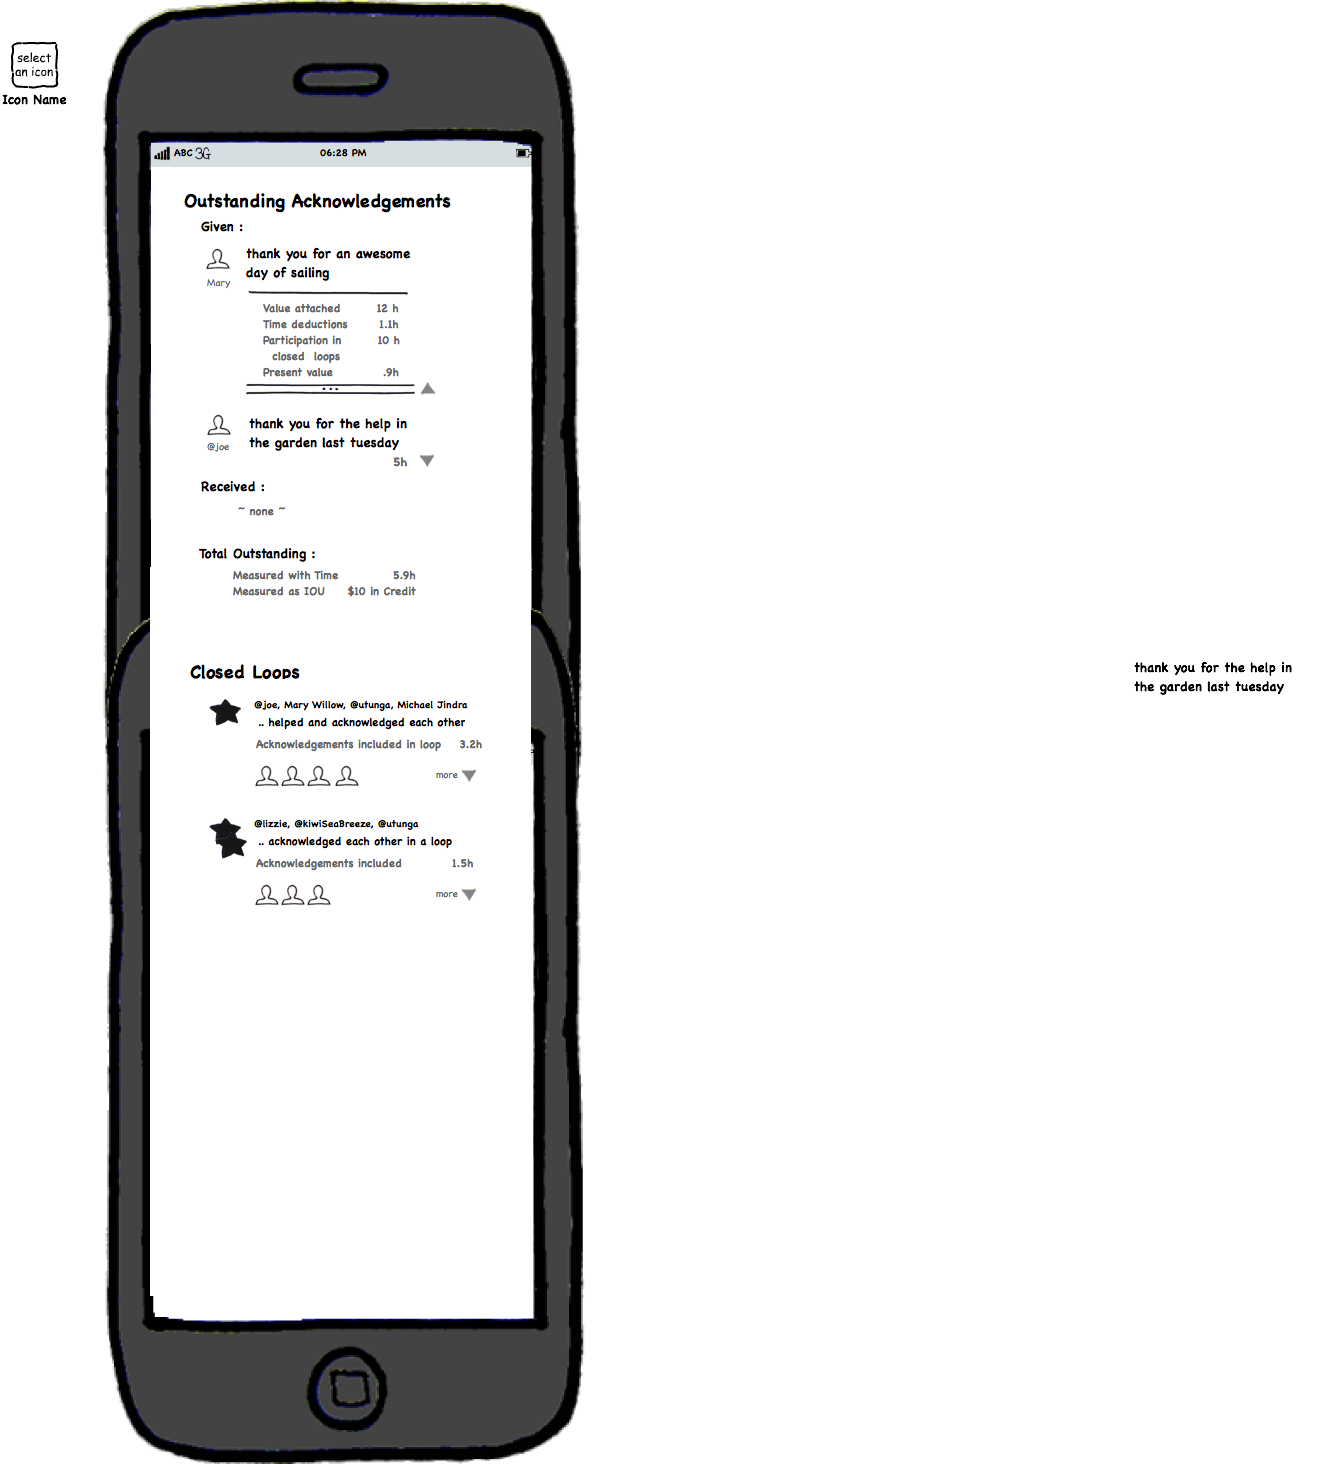 select
an icon
Icon Name
ABC 3G 06:28 PM
Outstanding Acknowledgements
Given :
thank you for an awesome
day of sailing
Mary
Value attached 12 h
Time deductions 1.1h
Participation in 10 h
closed loops
Present value .9h
thank you for the help in
the garden last tuesday
@joe
5h
Received :
~ none ~
Total Outstanding :
Measured with Time 5.9h
Measured as IOU $10 in Credit
Closed Loops
@joe, Mary Willow, @utunga, Michael Jindra
.. helped and acknowledged each other
Acknowledgements included in loop 3.2h
more
@lizzie, @kiwiSeaBreeze, @utunga
.. acknowledged each other in a loop
Acknowledgements included 1.5h
more
thank you for the help in
the garden last tuesday